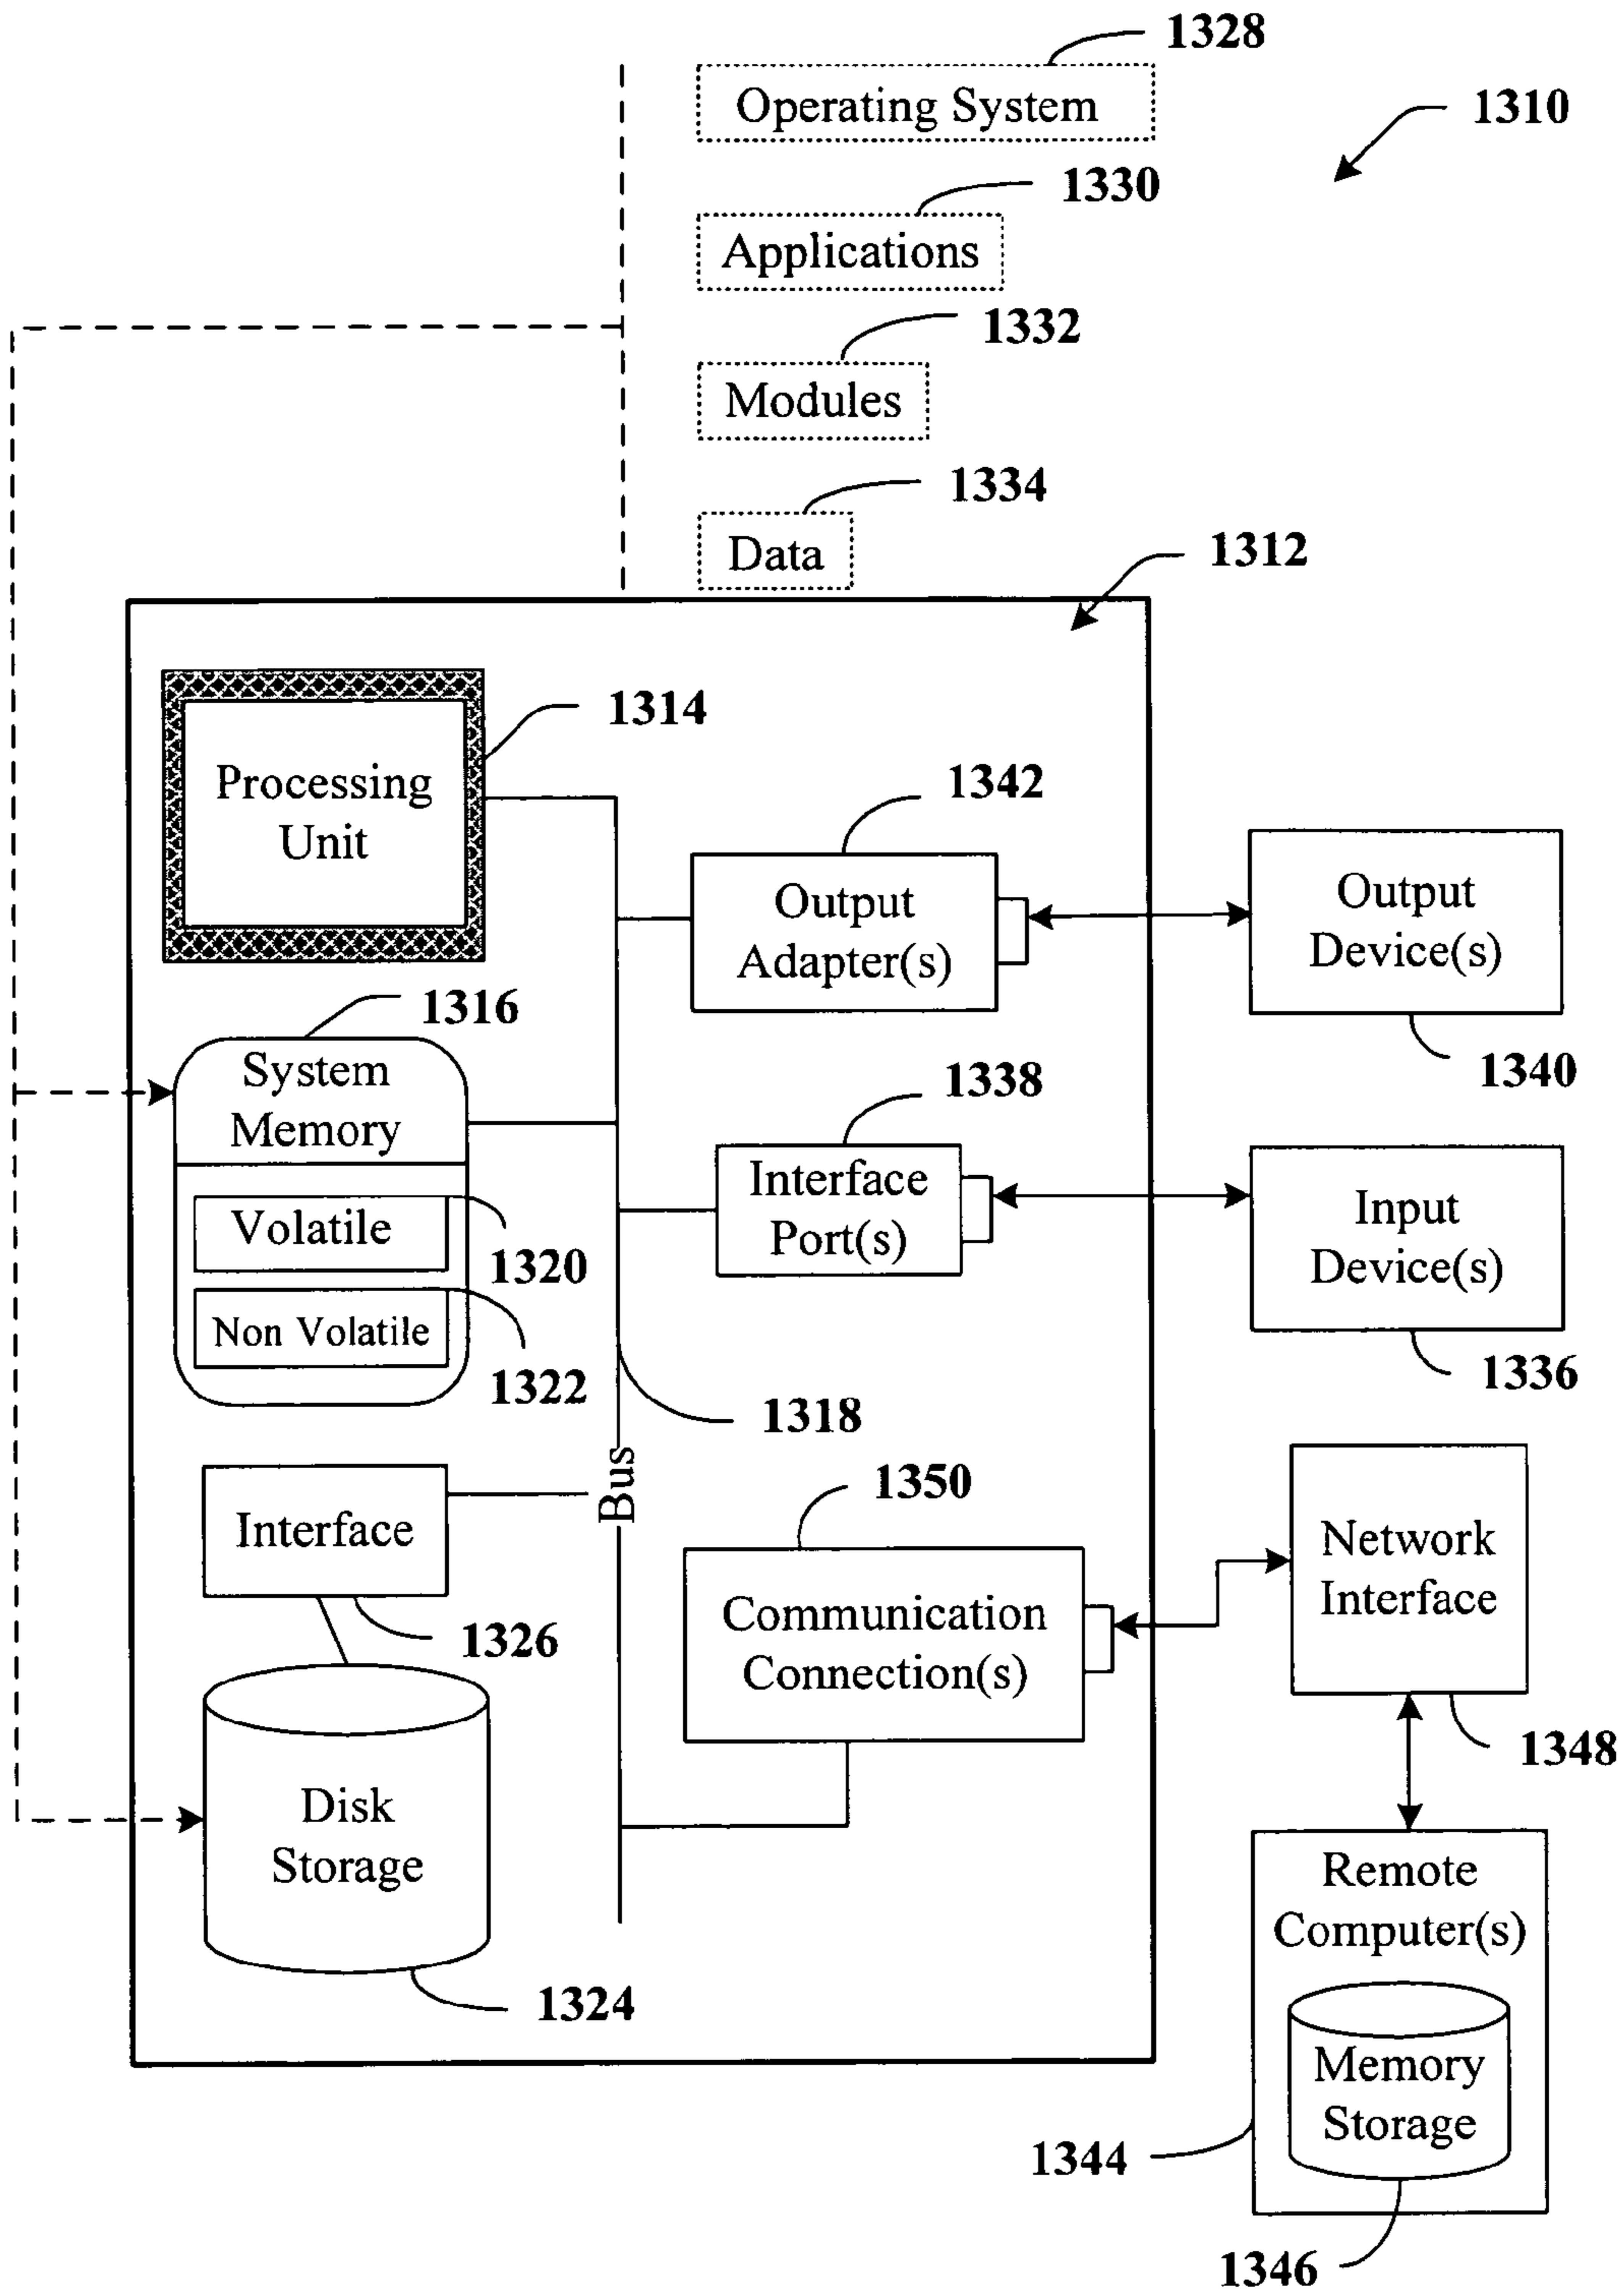 1328
Operating System
1310
1330
Applications
1332
Modules
1334
Data
1312
1314
Processing
Unit
1342
Output
Adapter(s)
Output
Device(s)
1340
1316
System
Memory
1338
Interface
Port(s)
Input
Device(s)
1336
Volatile
1320
Non Volatile
1322
1318
Bus
1350
Interface
1326
Communication
Connection(s)
Network
Interface
1348
Disk
Storage
1324
Remote
Computer(s)
Memory
Storage
1344
1346